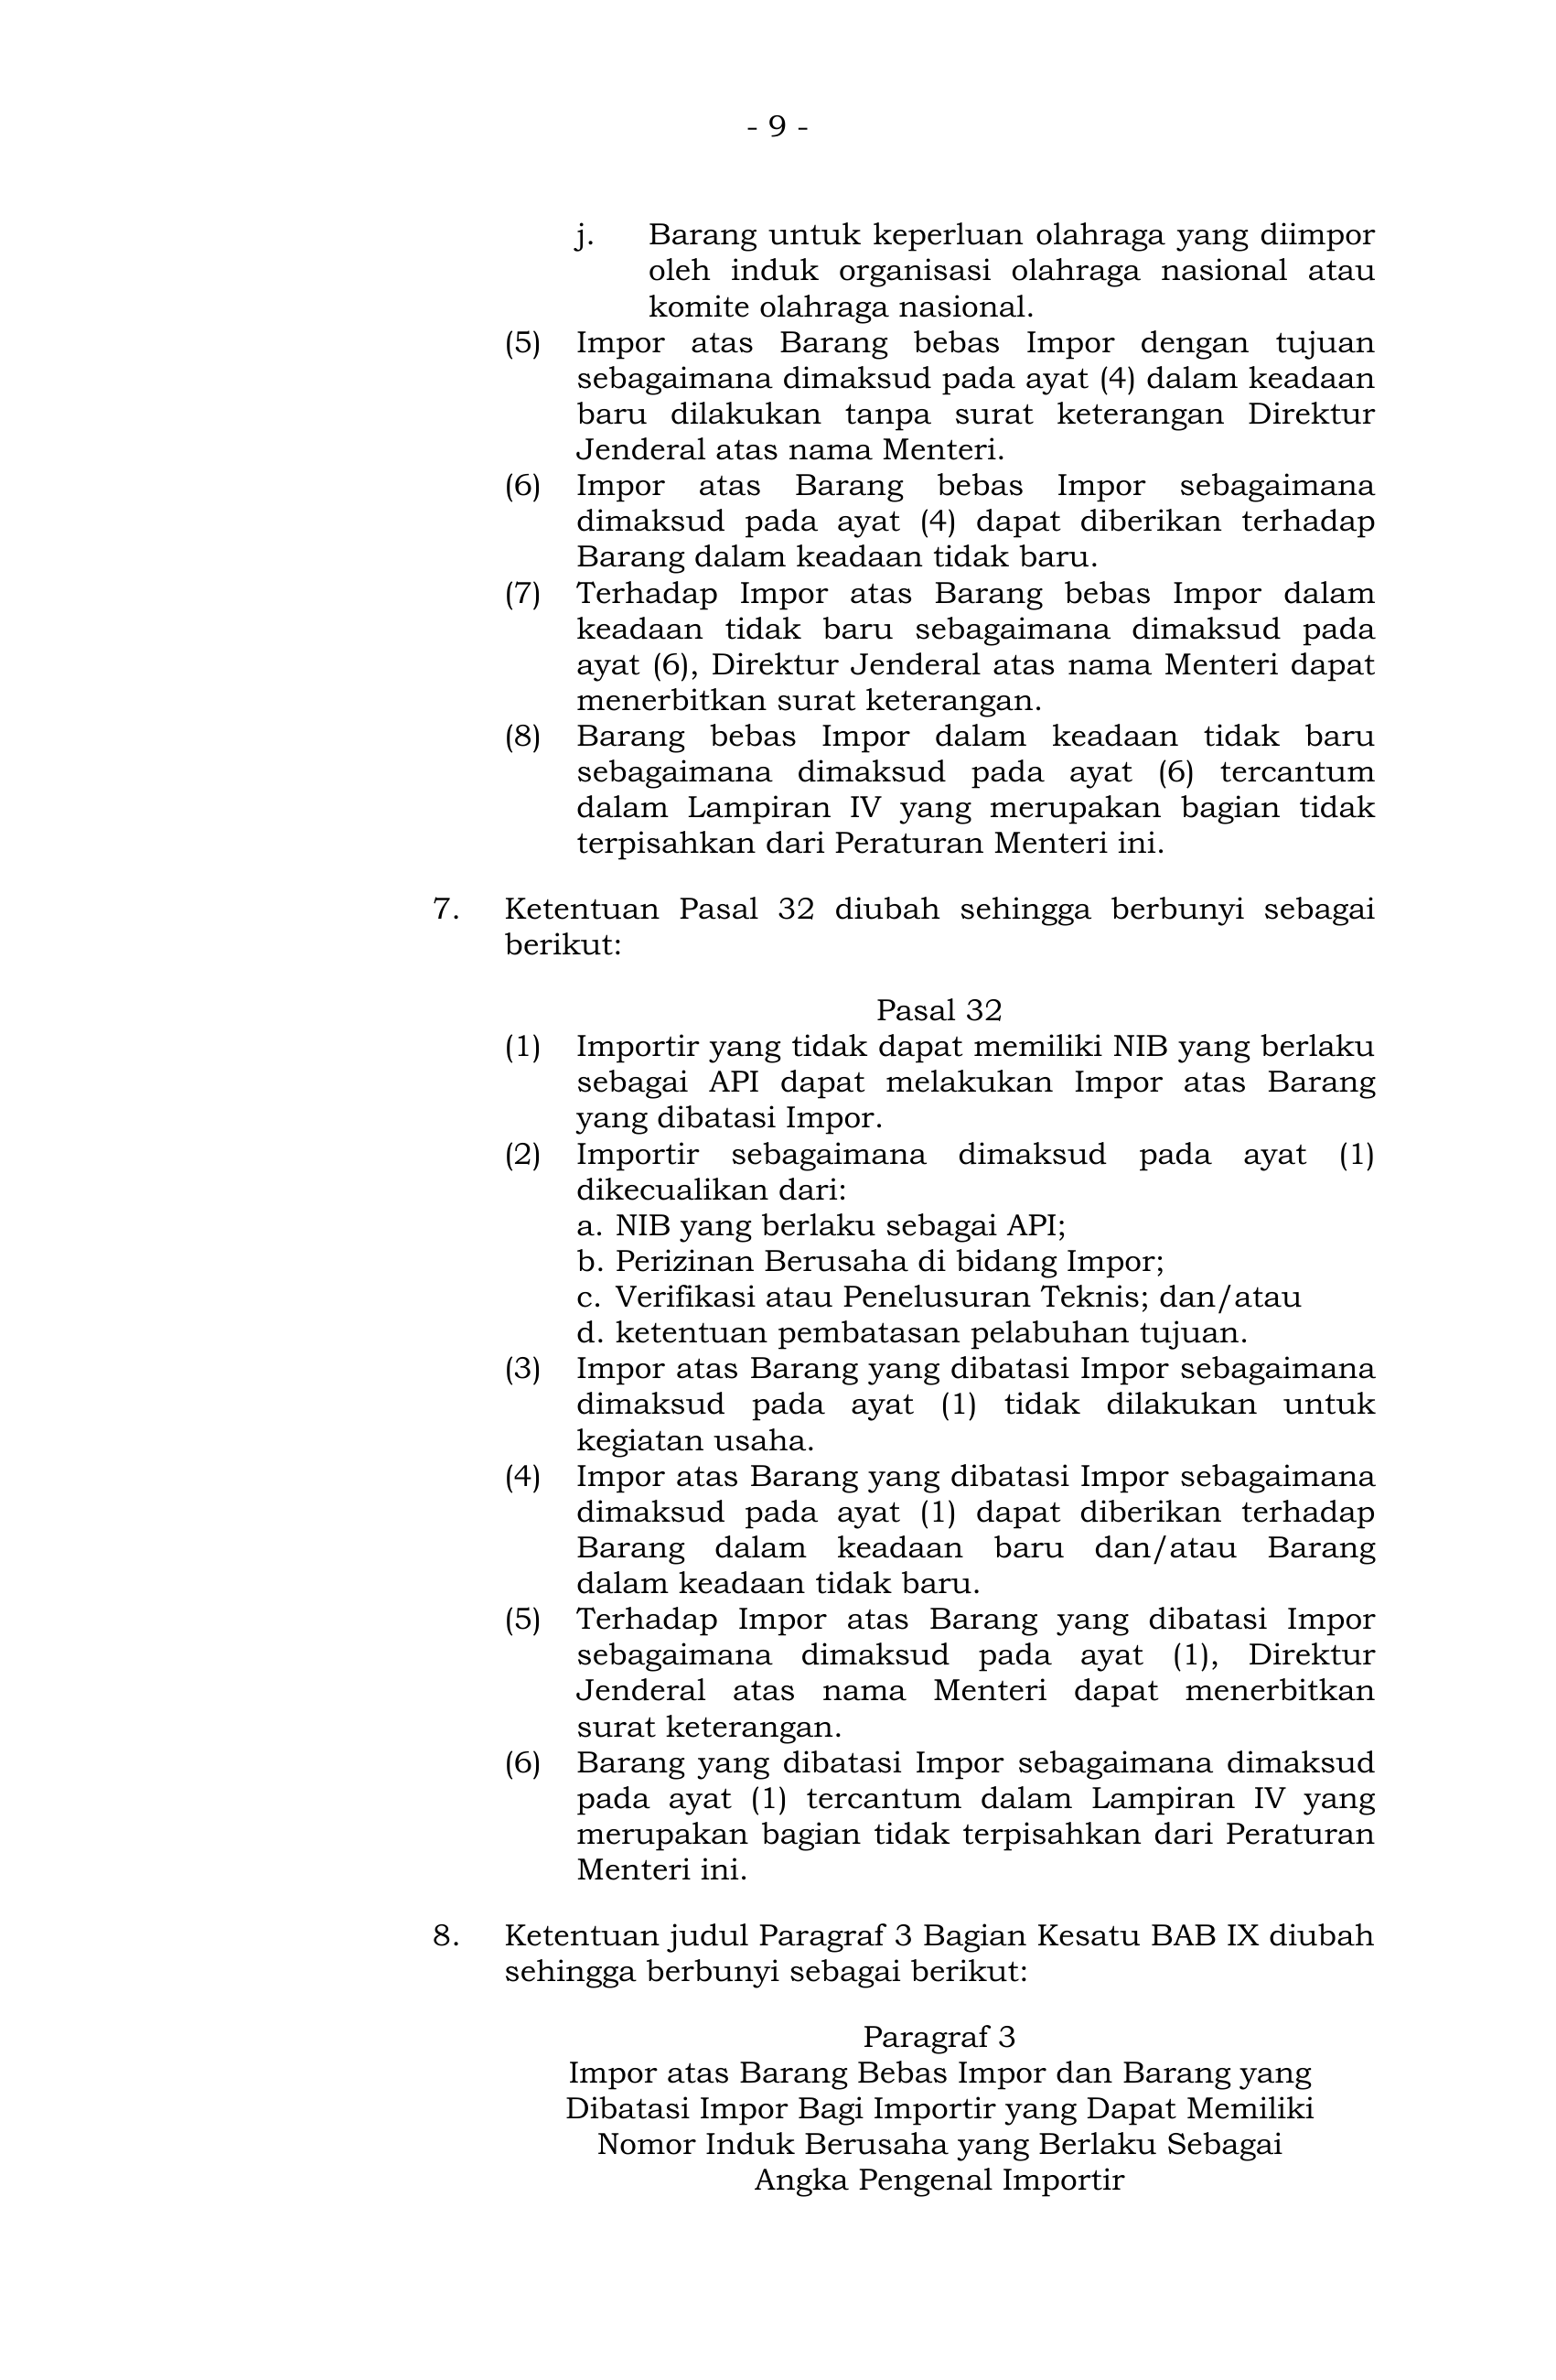 - 9 -
j. Barang untuk keperluan olahraga yang diimpor
oleh induk organisasi olahraga nasional atau
komite olahraga nasional.
(5) Impor atas Barang bebas Impor dengan tujuan
sebagaimana dimaksud pada ayat (4) dalam keadaan
baru dilakukan tanpa surat keterangan Direktur
Jenderal atas nama Menteri.
(6) Impor atas Barang bebas Impor sebagaimana
dimaksud pada ayat (4) dapat diberikan terhadap
Barang dalam keadaan tidak baru.
(7) Terhadap Impor atas Barang bebas Impor dalam
keadaan tidak baru sebagaimana dimaksud pada
ayat (6), Direktur Jenderal atas nama Menteri dapat
menerbitkan surat keterangan.
(8) Barang bebas Impor dalam keadaan tidak baru
sebagaimana dimaksud pada ayat (6) tercantum
dalam Lampiran IV yang merupakan bagian tidak
terpisahkan dari Peraturan Menteri ini.
7. Ketentuan Pasal 32 diubah sehingga berbunyi sebagai
berikut:
Pasal 32
(1) Importir yang tidak dapat memiliki NIB yang berlaku
sebagai API dapat melakukan Impor atas Barang
yang dibatasi Impor.
(2) Importir sebagaimana dimaksud pada ayat (1)
dikecualikan dari:
a. NIB yang berlaku sebagai API;
b. Perizinan Berusaha di bidang Impor;
c. Verifikasi atau Penelusuran Teknis; dan/atau
d. ketentuan pembatasan pelabuhan tujuan.
(3) Impor atas Barang yang dibatasi Impor sebagaimana
dimaksud pada ayat (1) tidak dilakukan untuk
kegiatan usaha.
(4) Impor atas Barang yang dibatasi Impor sebagaimana
dimaksud pada ayat (1) dapat diberikan terhadap
Barang dalam keadaan baru dan/atau Barang
dalam keadaan tidak baru.
(5) Terhadap Impor atas Barang yang dibatasi Impor
sebagaimana dimaksud pada ayat (1), Direktur
Jenderal atas nama Menteri dapat menerbitkan
surat keterangan.
(6) Barang yang dibatasi Impor sebagaimana dimaksud
pada ayat (1) tercantum dalam Lampiran IV yang
merupakan bagian tidak terpisahkan dari Peraturan
Menteri ini.
8. Ketentuan judul Paragraf 3 Bagian Kesatu BAB IX diubah
sehingga berbunyi sebagai berikut:
Paragraf 3
Impor atas Barang Bebas Impor dan Barang yang
Dibatasi Impor Bagi Importir yang Dapat Memiliki
Nomor Induk Berusaha yang Berlaku Sebagai
Angka Pengenal Importir